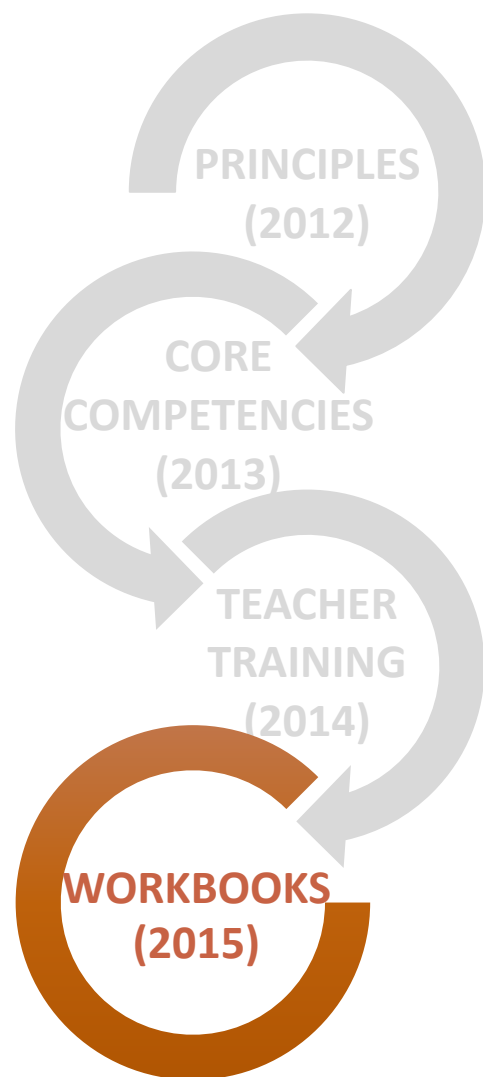 PRINCIPLES
(2012)
CORE
COMPETENCIES
(2013)
TEACHER
TRAINING
(2014)
WORKBOOKS
(2015)